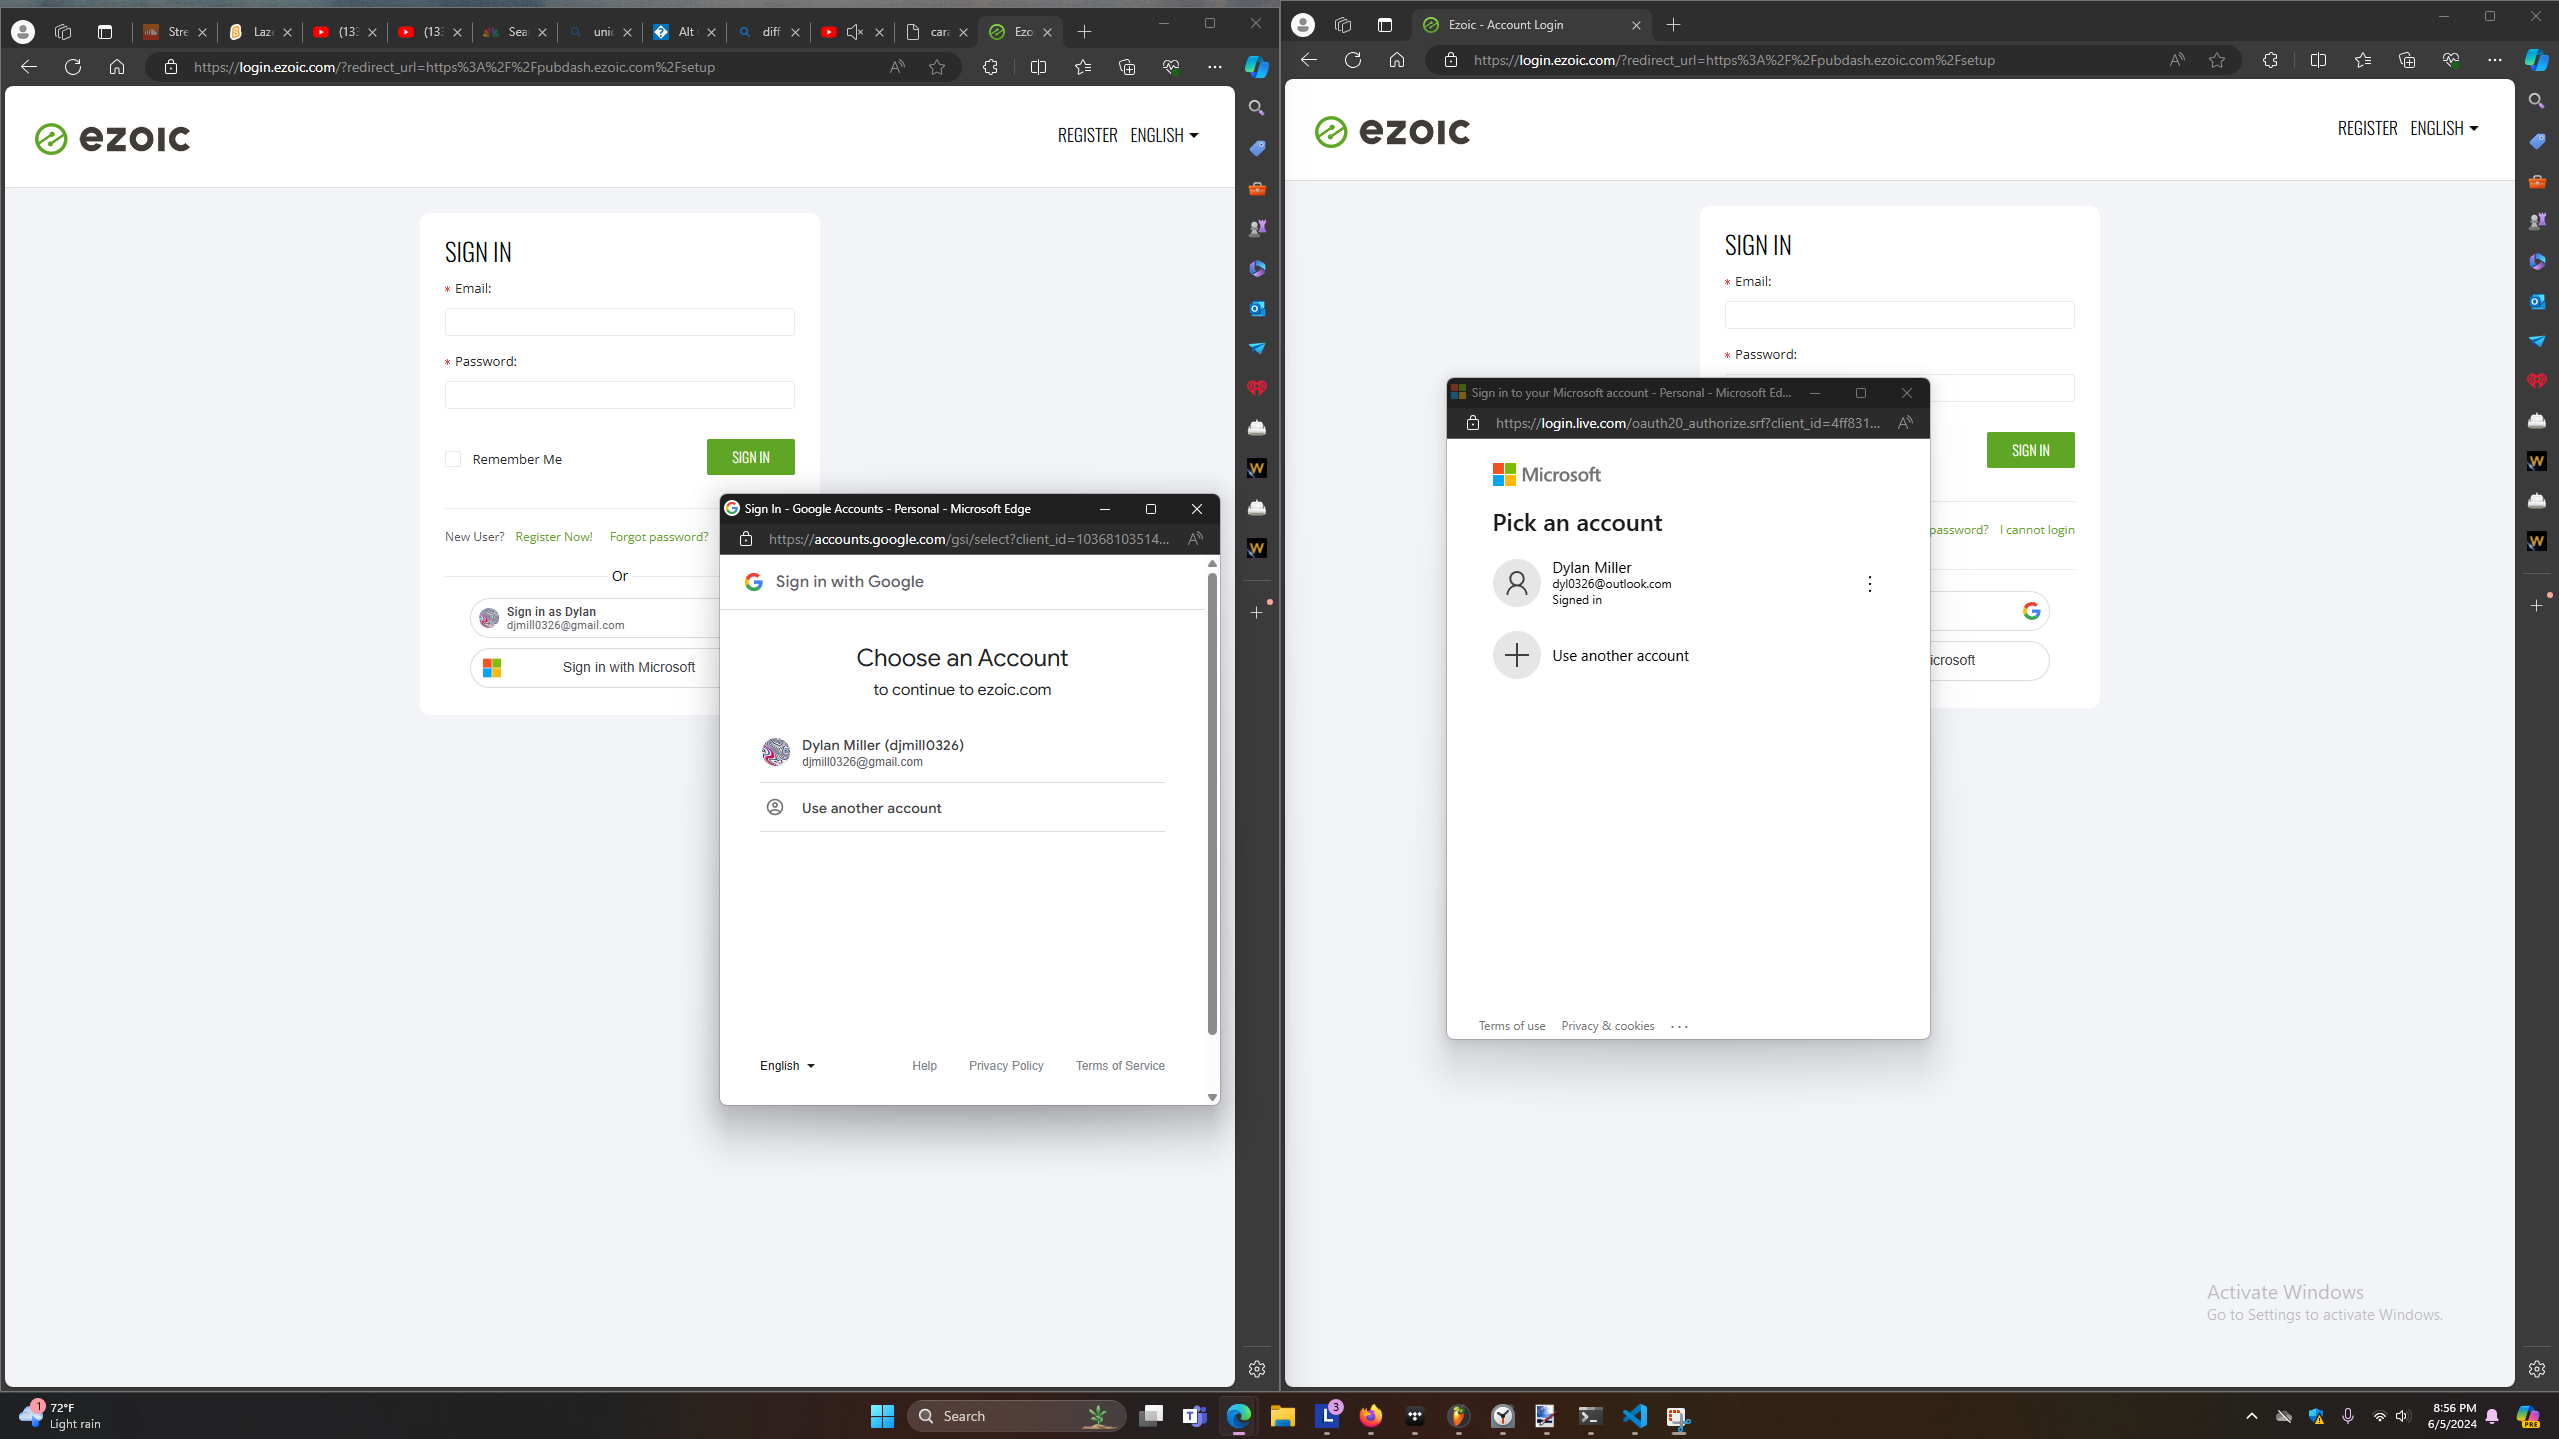 Stre
Laze
(133
(133
Sear
unic
Alt
diff
cara
Ezo
https://login.ezoic.com/?redirect_url=https%3A%2F%2Fpubdash.ezoic.com%2Fsetup
ezoic
REGISTER ENGLISH
SIGN IN
* Email:
* Password:
Remember Me
SIGN IN
New User? Register Now! Forgot password?
Or
Sign in as Dylan
djmill0326@gmail.com
Sign in with Microsoft
Sign In - Google Accounts - Personal - Microsoft Edge
https://accounts.google.com/gsi/select?client_id=10368103514...
Sign in with Google
Choose an Account
to continue to ezoic.com
Dylan Miller (djmill0326)
djmill0326@gmail.com
Use another account
English
Help Privacy Policy Terms of Service
Ezoic - Account Login
https://login.ezoic.com/?redirect_url=https%3A%2F%2Fpubdash.ezoic.com%2Fsetup
ezoic
REGISTER ENGLISH
SIGN IN
* Email:
* Password:
SIGN IN
password? I cannot login
icrosoft
Sign in to your Microsoft account - Personal - Microsoft Ed...
https://login.live.com/oauth20_authorize.srf?client_id=4ff831...
Microsoft
Pick an account
Dylan Miller
dyl0326@outlook.com
Signed in
Use another account
Terms of use Privacy & cookies ...
Activate Windows
Go to Settings to activate Windows.
1
72°F
Light rain
Search
3
8:56 PM
6/5/2024
PRE